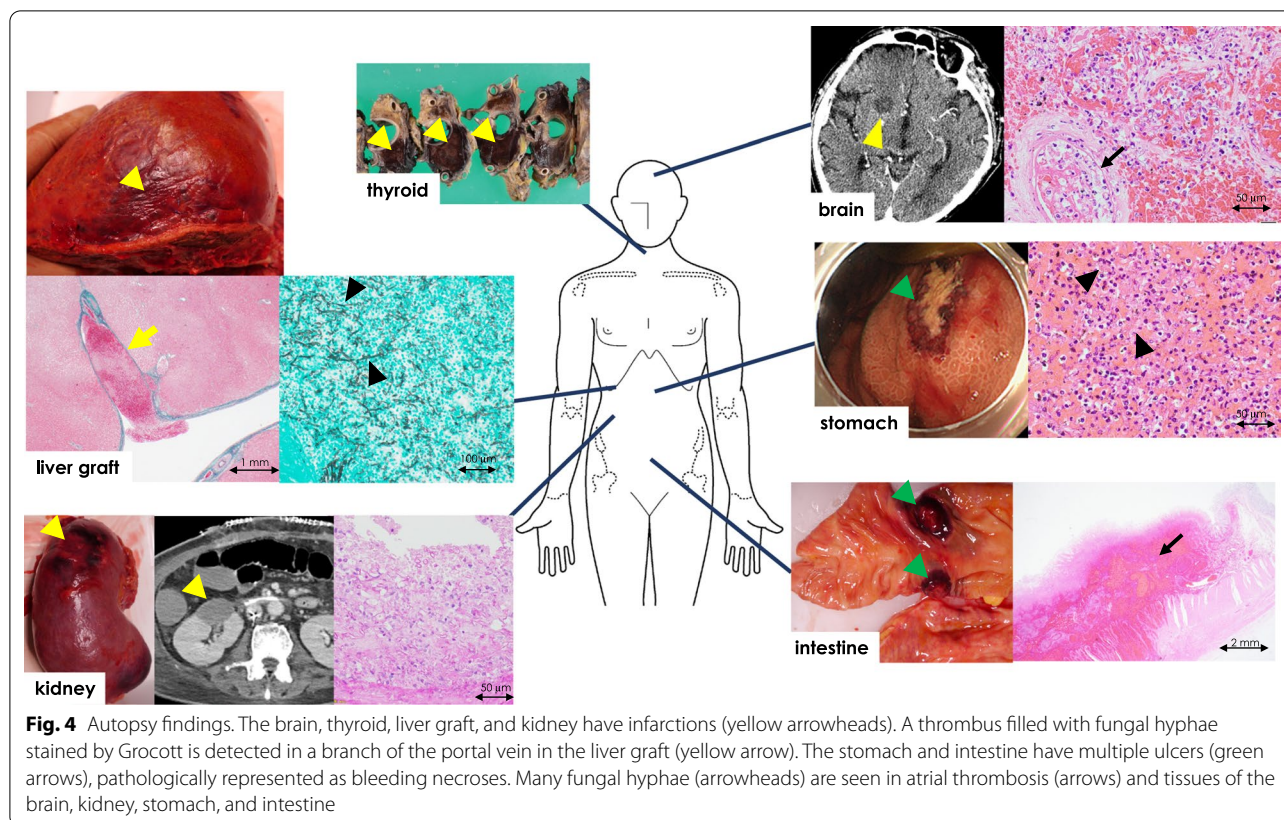 thyroid
brain
50 µm
liver graft
1 mm
100 µm
stomach
50 µm
kidney
50 µm
intestine
2 mm
Fig. 4 Autopsy findings. The brain, thyroid, liver graft, and kidney have infarctions (yellow arrowheads). A thrombus filled with fungal hyphae
stained by Grocott is detected in a branch of the portal vein in the liver graft (yellow arrow). The stomach and intestine have multiple ulcers (green
arrows), pathologically represented as bleeding necroses. Many fungal hyphae (arrowheads) are seen in atrial thrombosis (arrows) and tissues of the
brain, kidney, stomach, and intestine